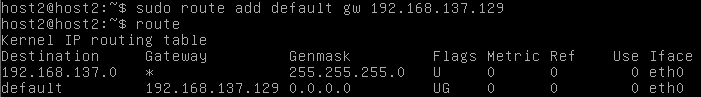 host2@host2:~$ sudo route add default gw 192.168.137.129
host2@host2:~$ route
Kernel IP routing table
Destination     Gateway         Genmask         Flags Metric Ref    Use Iface
192.168.137.0   *               255.255.255.0   U     0      0        0 eth0
default         192.168.137.129 0.0.0.0         UG    0      0        0 eth0